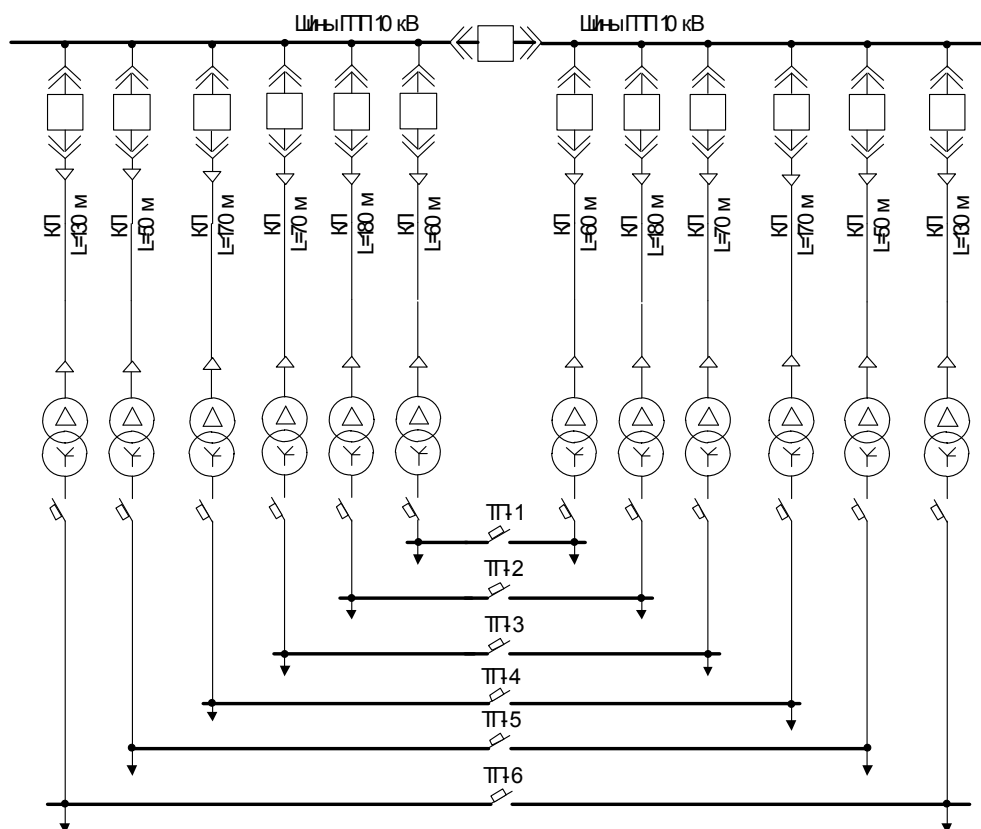 Шины ГПП 10 кВ
Шины ГПП 10 кВ
КЛ
L=130 м
КЛ
L=50 м
КЛ
L=170 м
КЛ
L=70 м
КЛ
L=180 м
КЛ
L=60 м
КЛ
L=60 м
КЛ
L=180 м
КЛ
L=70 м
КЛ
L=170 м
КЛ
L=50 м
КЛ
L=130 м
ТП-1
ТП-2
ТП-3
ТП-4
ТП-5
ТП-6